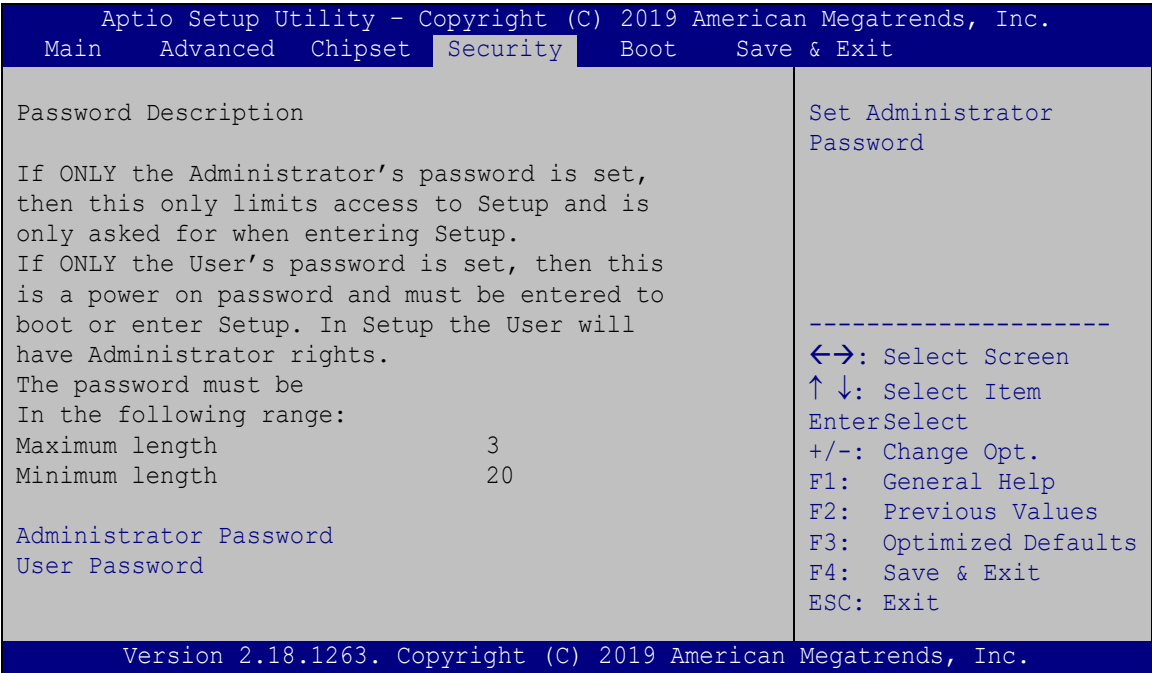 Aptio Setup Utility – Copyright (C) 2019 American Megatrends, Inc.
Main Advanced Chipset Security Boot Save & Exit
Password Description
If ONLY the Administrator’s password is set,
then this only limits access to Setup and is
only asked for when entering Setup.
If ONLY the User’s password is set, then this
is a power on password and must be entered to
boot or enter Setup. In Setup the User will
have Administrator rights.
The password must be
In the following range:
Maximum length 3
Minimum length 20
Administrator Password
User Password
Set Administrator
Password
---------------------
←→: Select Screen
↑ ↓: Select Item
EnterSelect
+/-: Change Opt.
F1: General Help
F2: Previous Values
F3: Optimized Defaults
F4: Save & Exit
ESC: Exit
Version 2.18.1263. Copyright (C) 2019 American Megatrends, Inc.